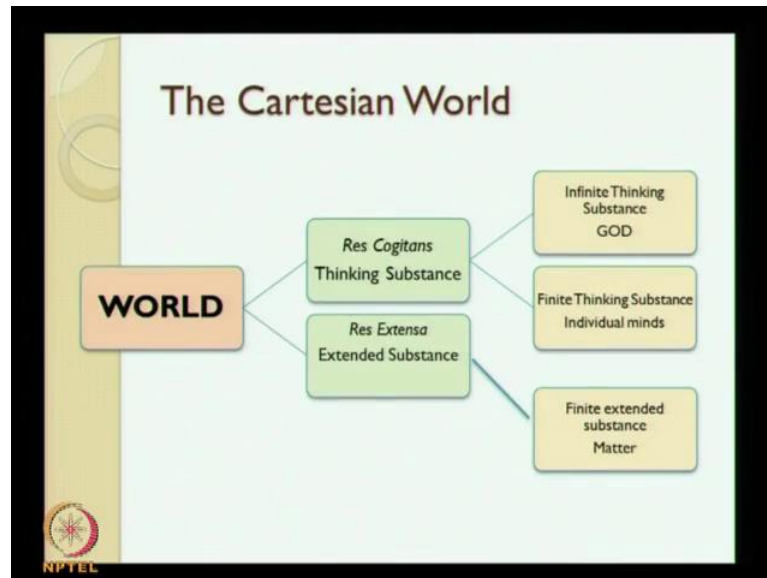 The Cartesian World
WORLD
Res Cogitans
Thinking Substance
Res Extensa
Extended Substance
Infinite Thinking
Substance
GOD
Finite Thinking Substance
Individual minds
Finite extended
substance
Matter
NPTEL